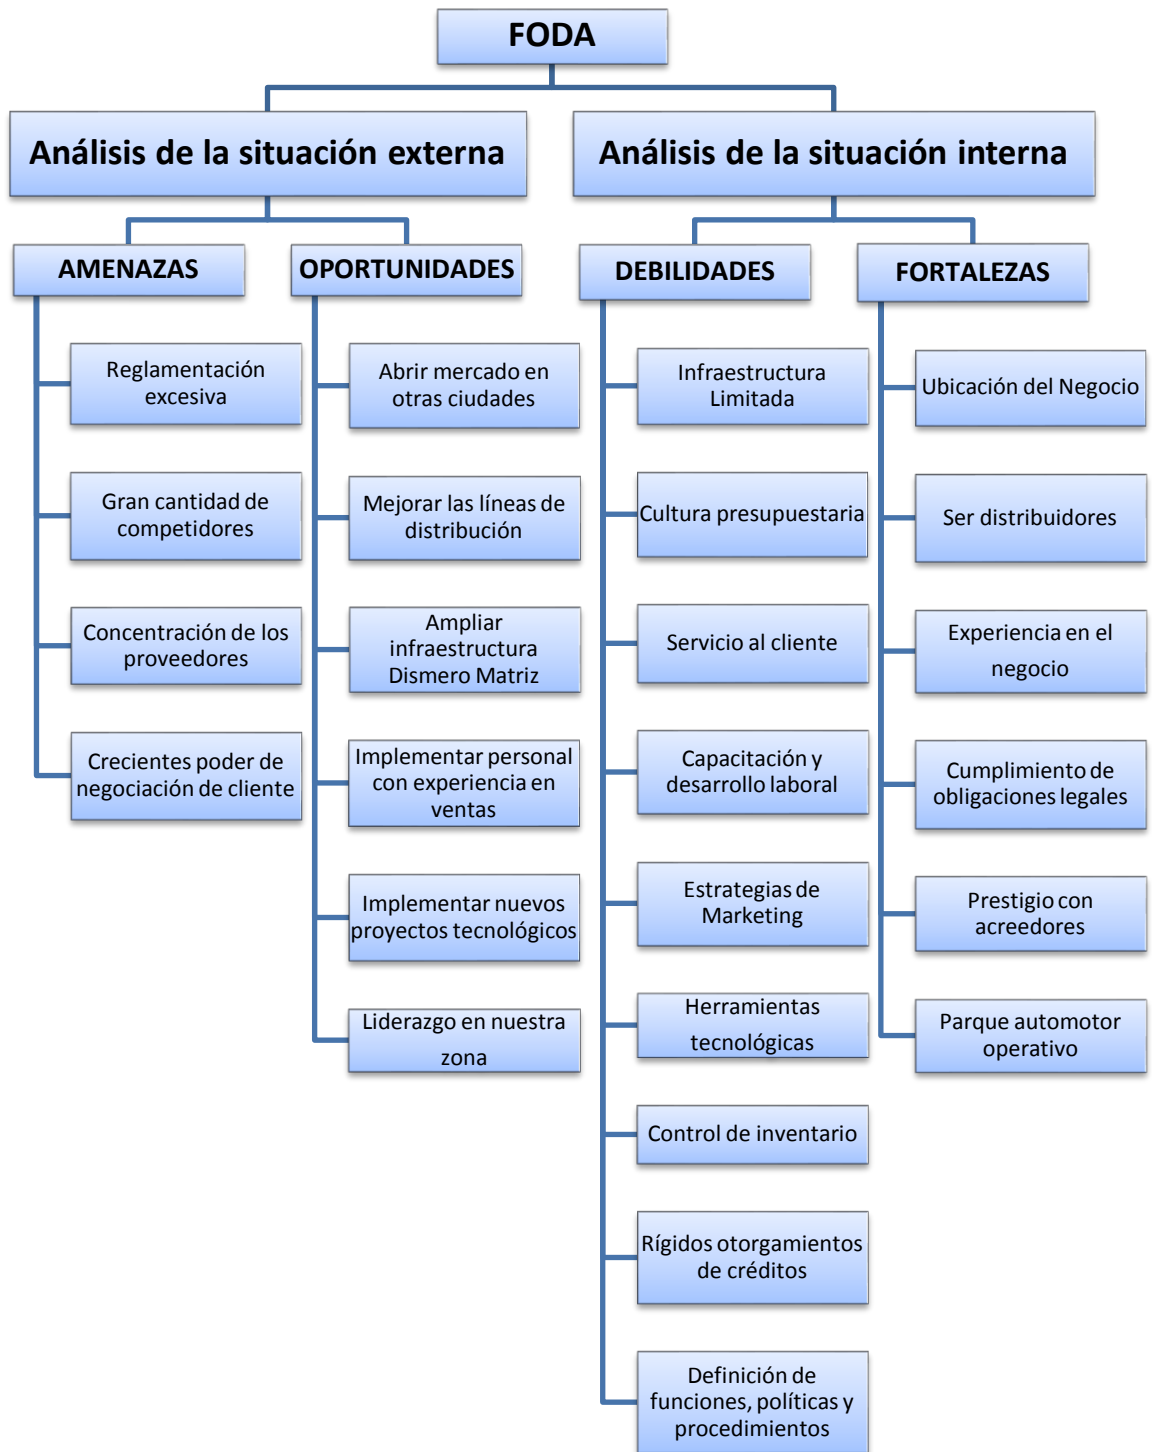 FODA
Análisis de la situación externa
Análisis de la situación interna
AMENAZAS
OPORTUNIDADES
DEBILIDADES
FORTALEZAS
Reglamentación
excesiva
Gran cantidad de
competidores
Concentración de los
proveedores
Crecientes poder de
negociación de cliente
Abrir mercado en
otras ciudades
Mejorar las líneas de
distribución
Ampliar
infraestructura
Dismero Matriz
Implementar personal
con experiencia en
ventas
Implementar nuevos
proyectos tecnológicos
Liderazgo en nuestra
zona
Infraestructura
Limitada
Cultura presupuestaria
Servicio al cliente
Capacitación y
desarrollo laboral
Estrategias de
Marketing
Herramientas
tecnológicas
Control de inventario
Rígidos otorgamientos
de créditos
Definición de
funciones, políticas y
procedimientos
Ubicación del Negocio
Ser distribuidores
Experiencia en el
negocio
Cumplimiento de
obligaciones legales
Prestigio con
acreedores
Parque automotor
operativo